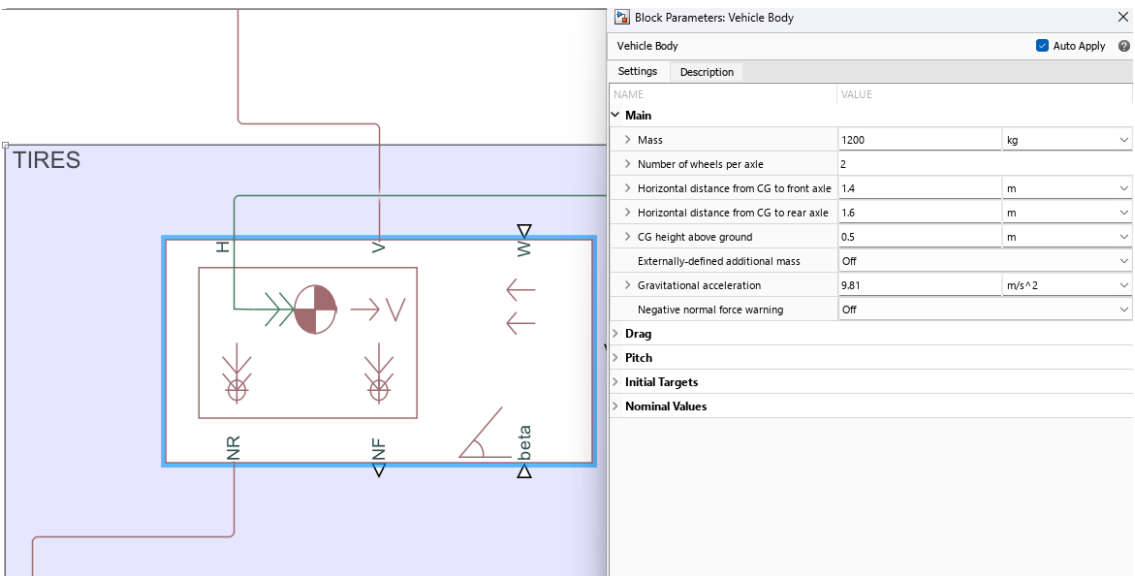 TIRES
H
V
W
V
NR
NF
beta
Block Parameters: Vehicle Body
Vehicle Body
Auto Apply
Settings Description
NAME VALUE
Main
Mass 1200 kg
Number of wheels per axle 2
Horizontal distance from CG to front axle 1.4 m
Horizontal distance from CG to rear axle 1.6 m
CG height above ground 0.5 m
Externally-defined additional mass Off
Gravitational acceleration 9.81 m/s^2
Negative normal force warning Off
Drag
Pitch
Initial Targets
Nominal Values